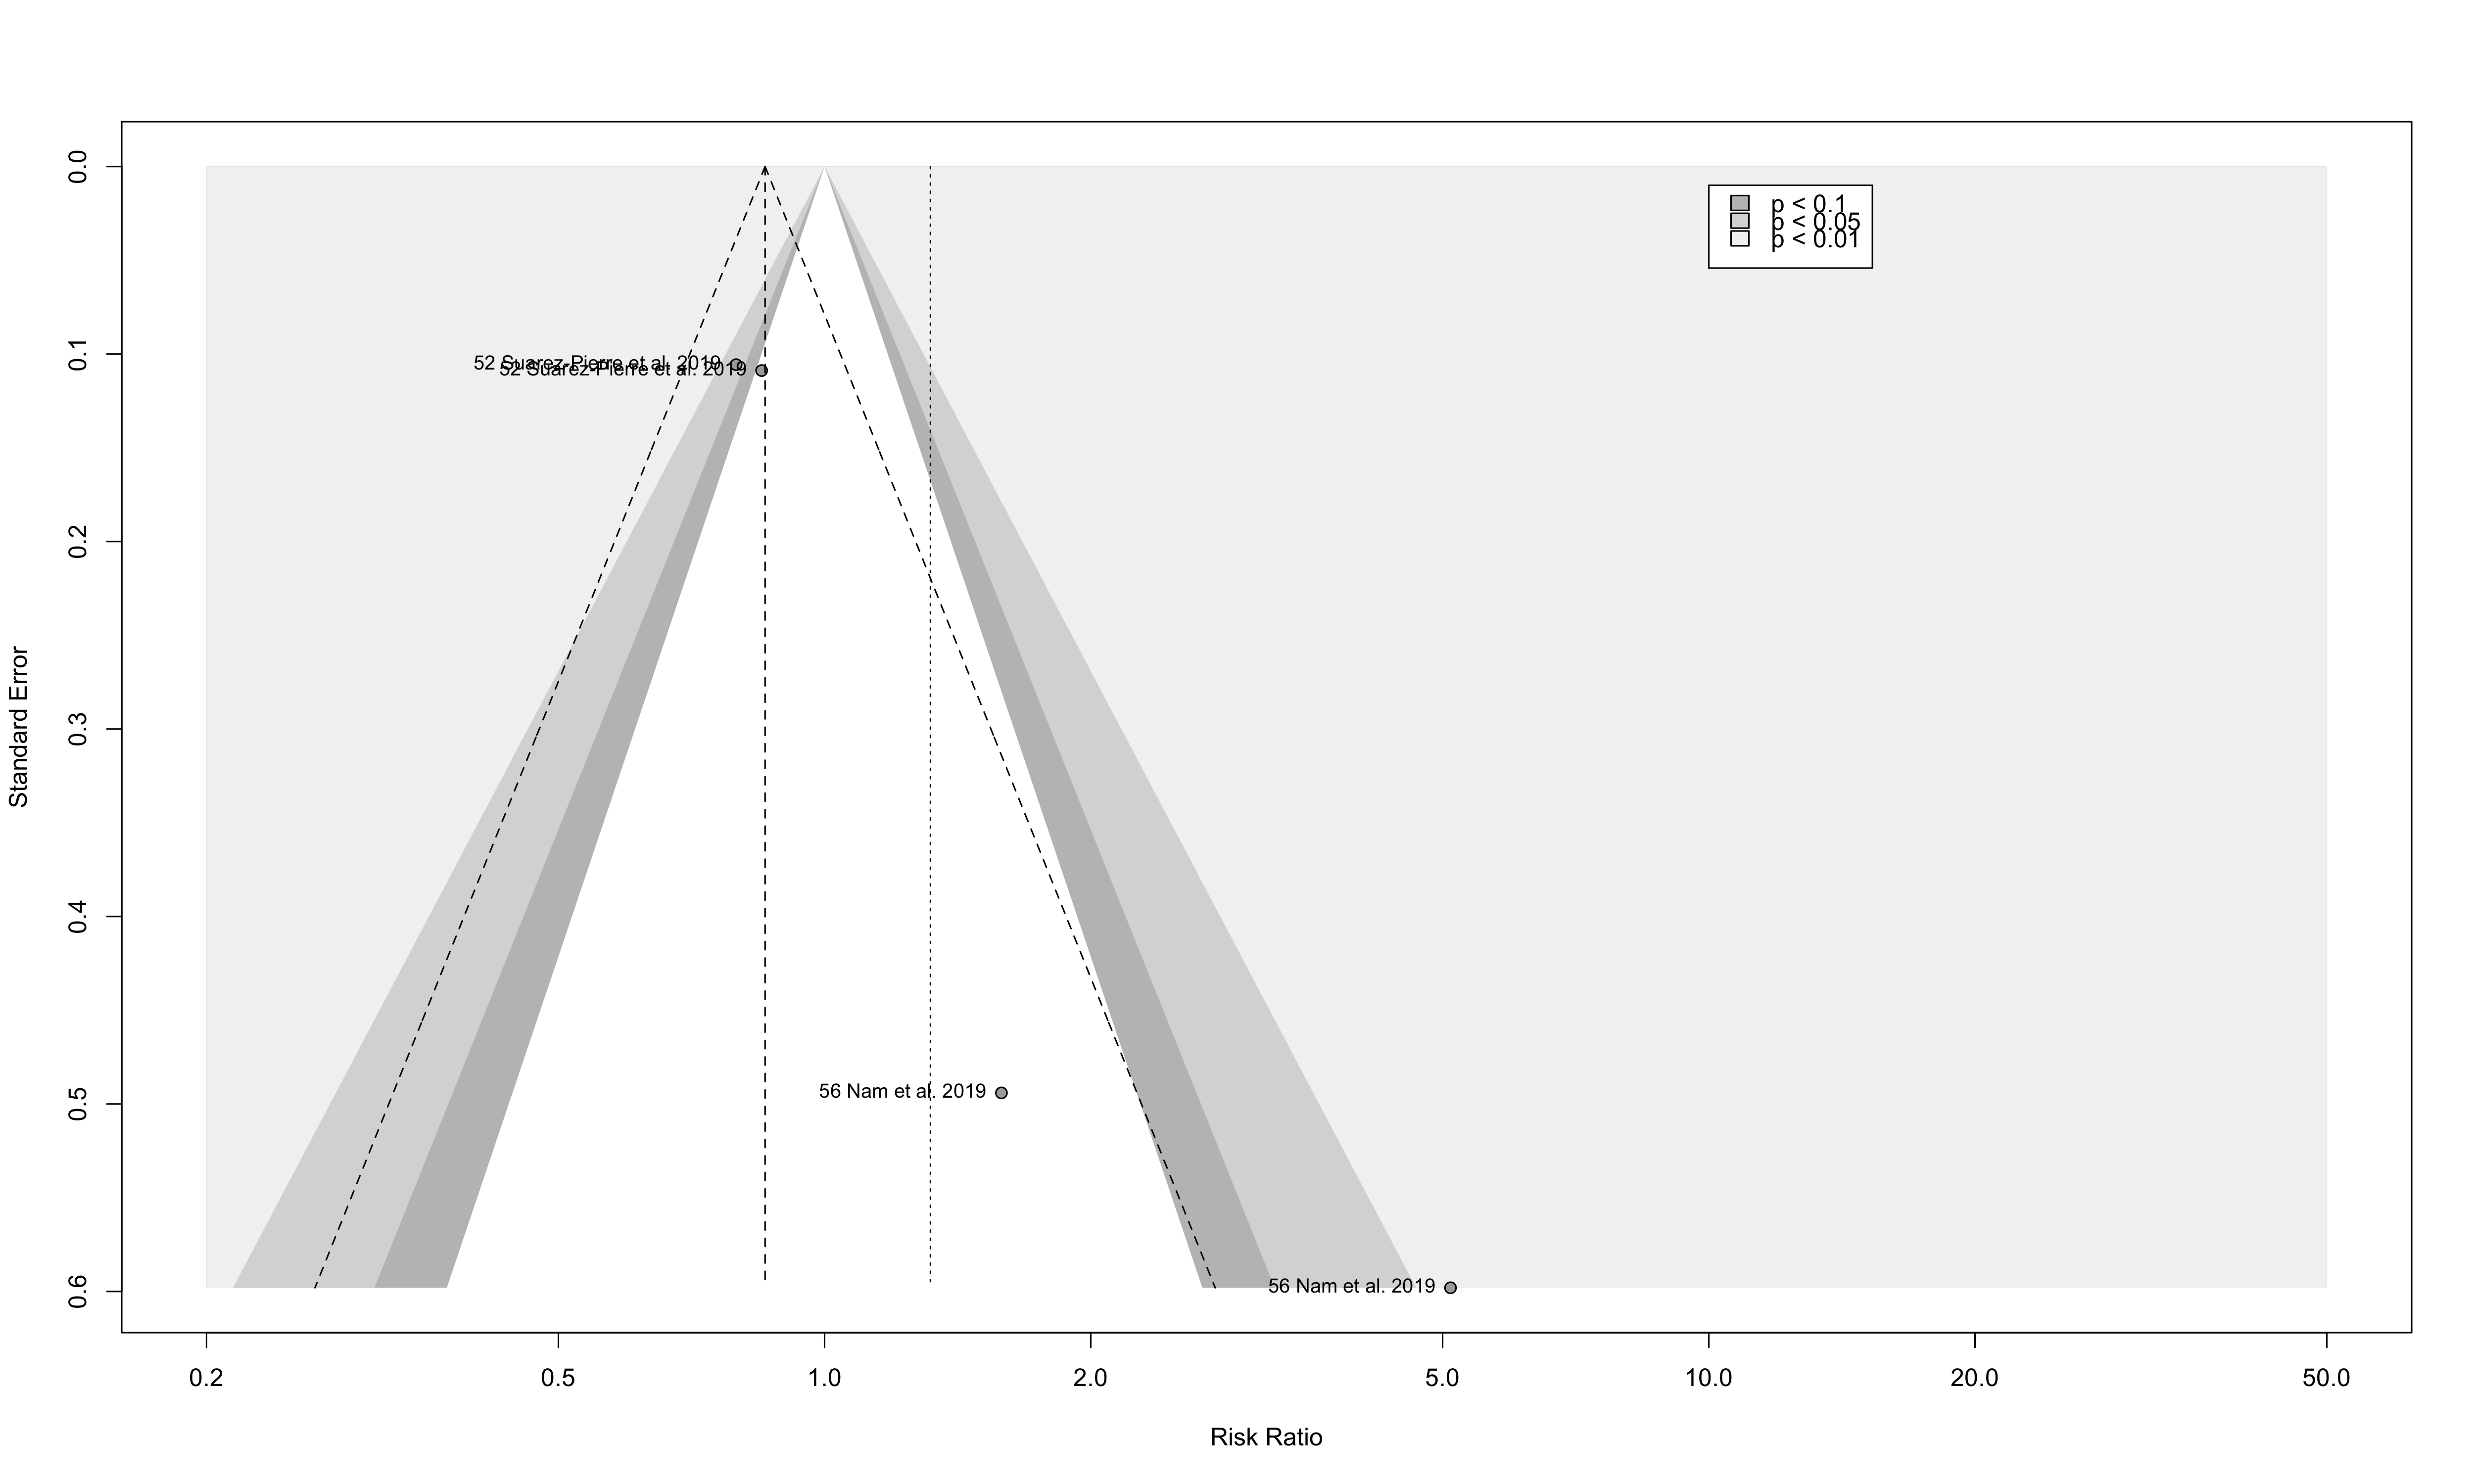 0.0
0.1
0.2
0.3
0.4
0.5
0.6
Standard Error
p < 0.1
p < 0.05
p < 0.01
52 Suarez-Pierre et al. 2019
52 Suarez-Pierre et al. 2019
56 Nam et al. 2019
56 Nam et al. 2019
0.2 0.5 1.0 2.0 5.0 10.0 20.0 50.0
Risk Ratio